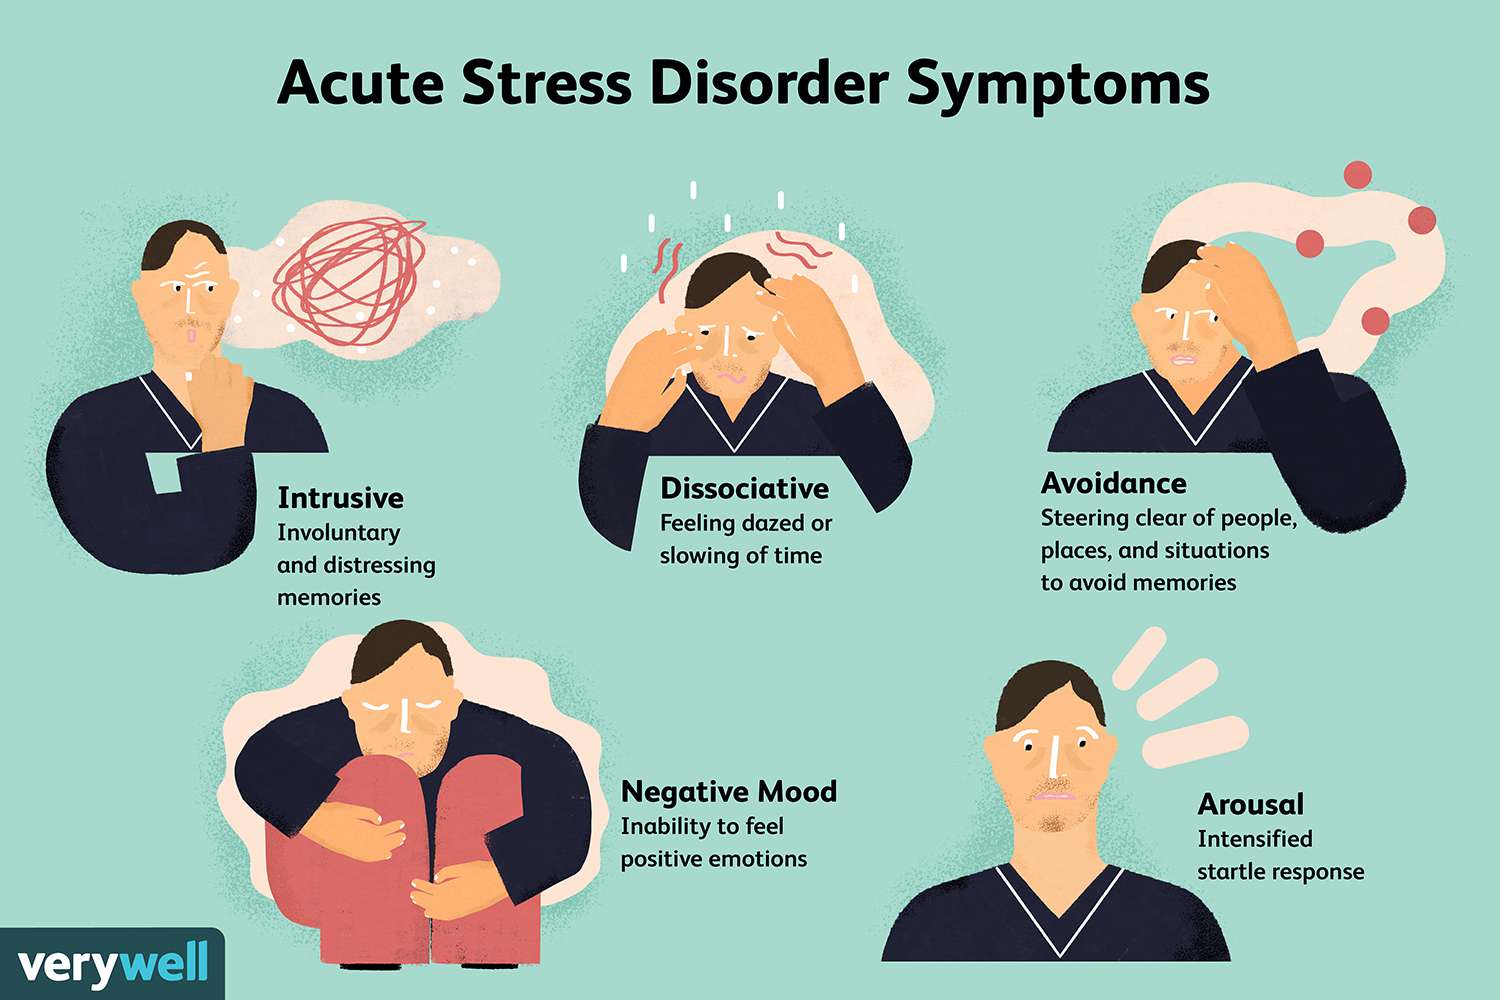 Acute Stress Disorder Symptoms
Intrusive
Involuntary
and distressing
memories
Dissociative
Feeling dazed or
slowing of time
Avoidance
Steering clear of people,
places, and situations
to avoid memories
Negative Mood
Inability to feel
positive emotions
Arousal
Intensified
startle response
verywell